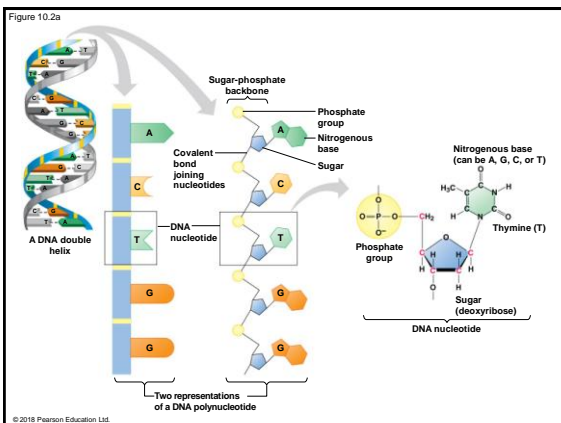 Figure 10.2a
A T
C G
T A
C G
T A
G C
A T
G C
C G
T A
A DNA double
helix
A
C
T
G
G
DNA
nucleotide
Sugar-phosphate
backbone
Covalent
bond
joining
nucleotides
A
C
T
G
G
Phosphate
group
Nitrogenous
base
Sugar
Two representations
of a DNA polynucleotide
Nitrogenous base
(can be A, G, C, or T)
O
H₃C C C N H
H C N C O
Thymine (T)
O
O P O CH₂
O⁻
Phosphate
group
O
C H H C
H C C H
O H
Sugar
(deoxyribose)
DNA nucleotide
© 2018 Pearson Education Ltd.